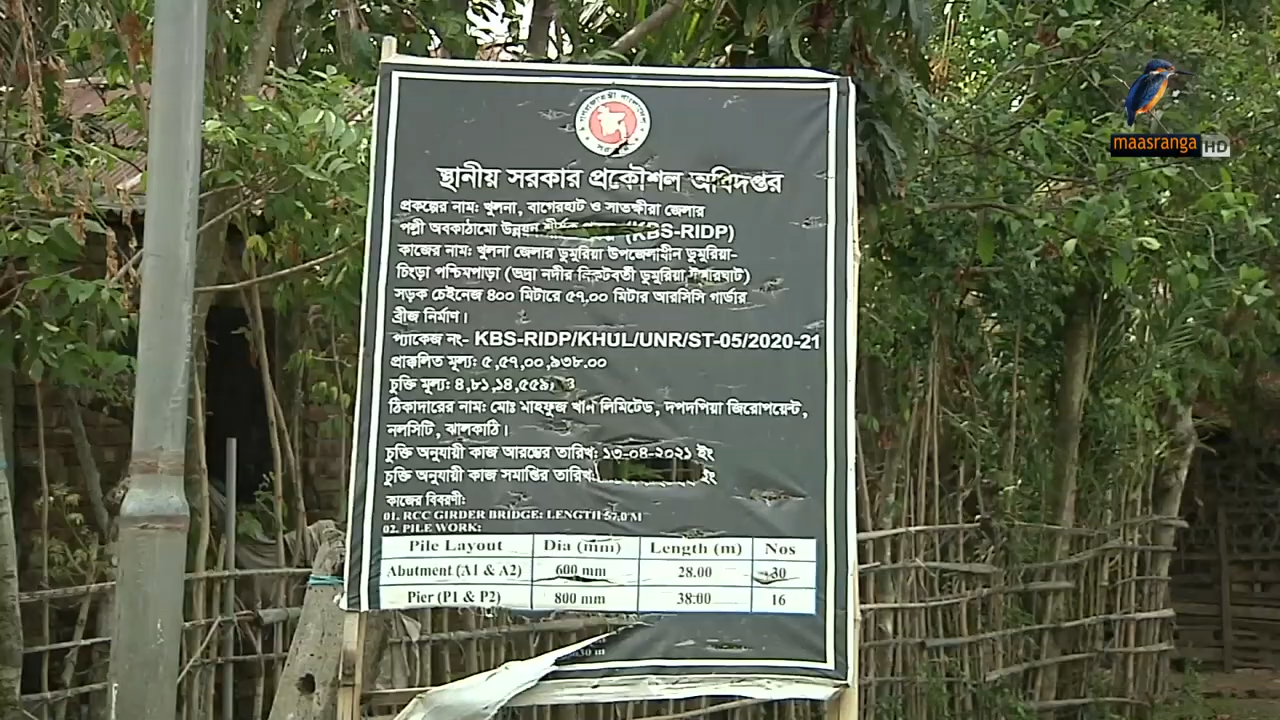 maasranga HD
স্থানীয় সরকার প্রকৌশল অধিদপ্তর
প্রকল্পের নাম: খুলনা, বাগেরহাট ও সাতক্ষীরা জেলার
পল্লী অবকাঠামো উন্নয়ন শীর্ষক (KBS-RIDP)
কাজের নাম: খুলনা জেলার ডুমুরিয়া উপজেলাধীন ডুমুরিয়া-
চিংড়া পশ্চিমপাড়া (ভদ্রা নদীর নিকটবর্তী ডুমুরিয়া
সড়ক চেইনেজ ৪০০ মিটারে ৫৭.০০ মিটার আরসিসি গার্ডার
ব্রীজ নির্মাণ।
প্যাকেজ নং- KBS-RIDP/KHUL/UNR/ST-05/2020-21
প্রাক্কলিত মূল্য: ৫,৫৭,০০,৯৩৮.০০
চুক্তি মূল্য: ৪,৮১,১৪,৫৫৯
ঠিকাদারের নাম: মোঃ মাহফুজ খান লিমিটেড, দপদপিয়া জিরোপয়েন্ট,
নলসিটি, ঝালকাঠি।
চুক্তি অনুযায়ী কাজ আরম্ভের তারিখ: ১৩-০৪-২০২১ ইং
চুক্তি অনুযায়ী কাজ সমাপ্তির তারিখ: ইং
কাজের বিবরণী:
01. RCC GIRDER BRIDGE: LENGTH 57.0 M
02. PILE WORK:
Pile Layout Dia (mm) Length (m) Nos
Abutment (A1 & A2) 600 mm 28.00 30
Pier (P1 & P2) 800 mm 38.00 16